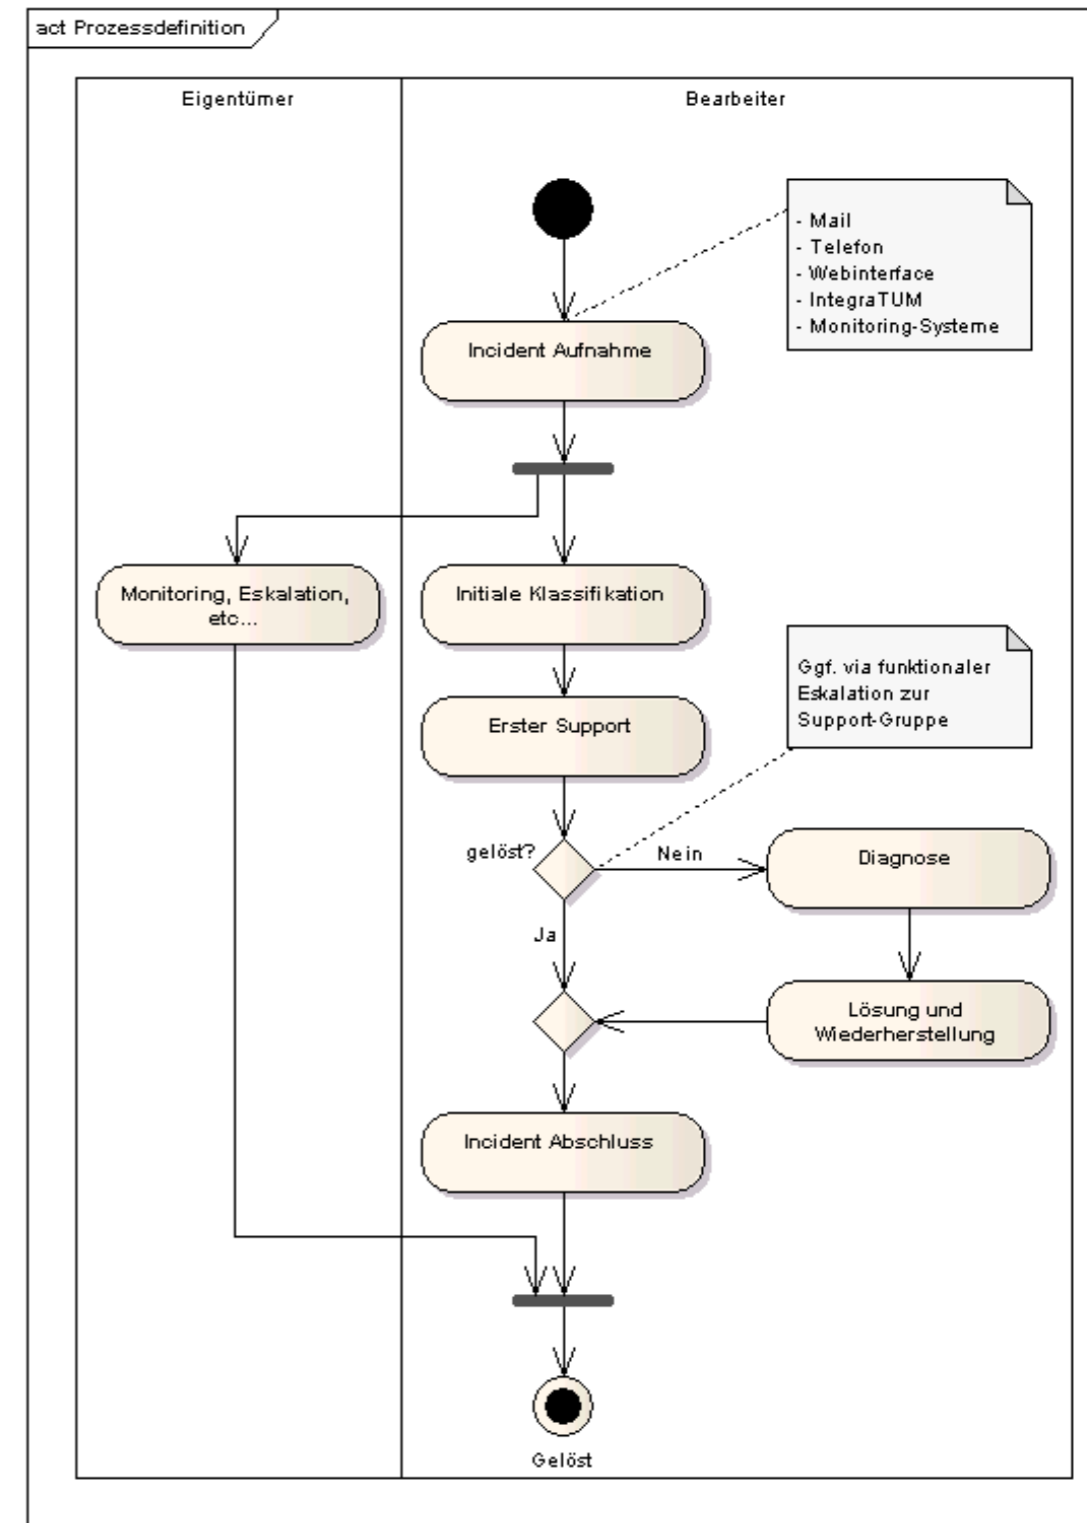 act Prozessdefinition
Eigentümer
Bearbeiter
- Mail
- Telefon
- Webinterface
- IntegraTUM
- Monitoring-Systeme
Incident Aufnahme
Monitoring, Eskalation,
etc...
Initiale Klassifikation
Ggf. via funktionaler
Eskalation zur
Support-Gruppe
Erster Support
gelöst?
Nein
Diagnose
Ja
Lösung und
Wiederherstellung
Incident Abschluss
Gelöst